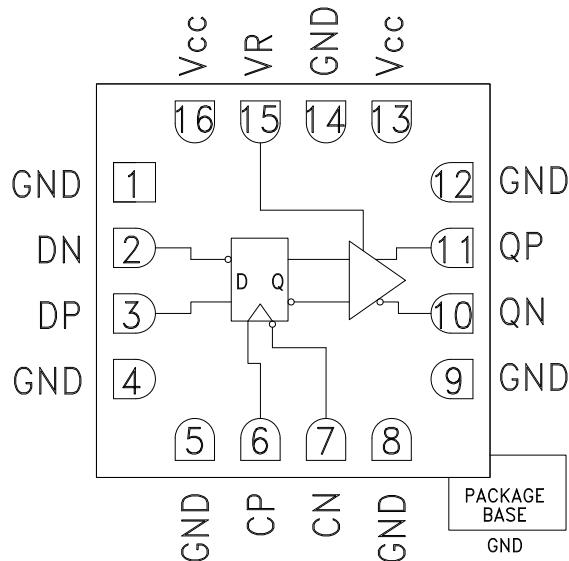 Vcc VR GND Vcc
16 15 14 13
GND 1 12 GND
DN 2 11 QP
D Q
DP 3 10 QN
GND 4 9 GND
5 6 7 8
GND CP CN GND
PACKAGE
BASE
GND